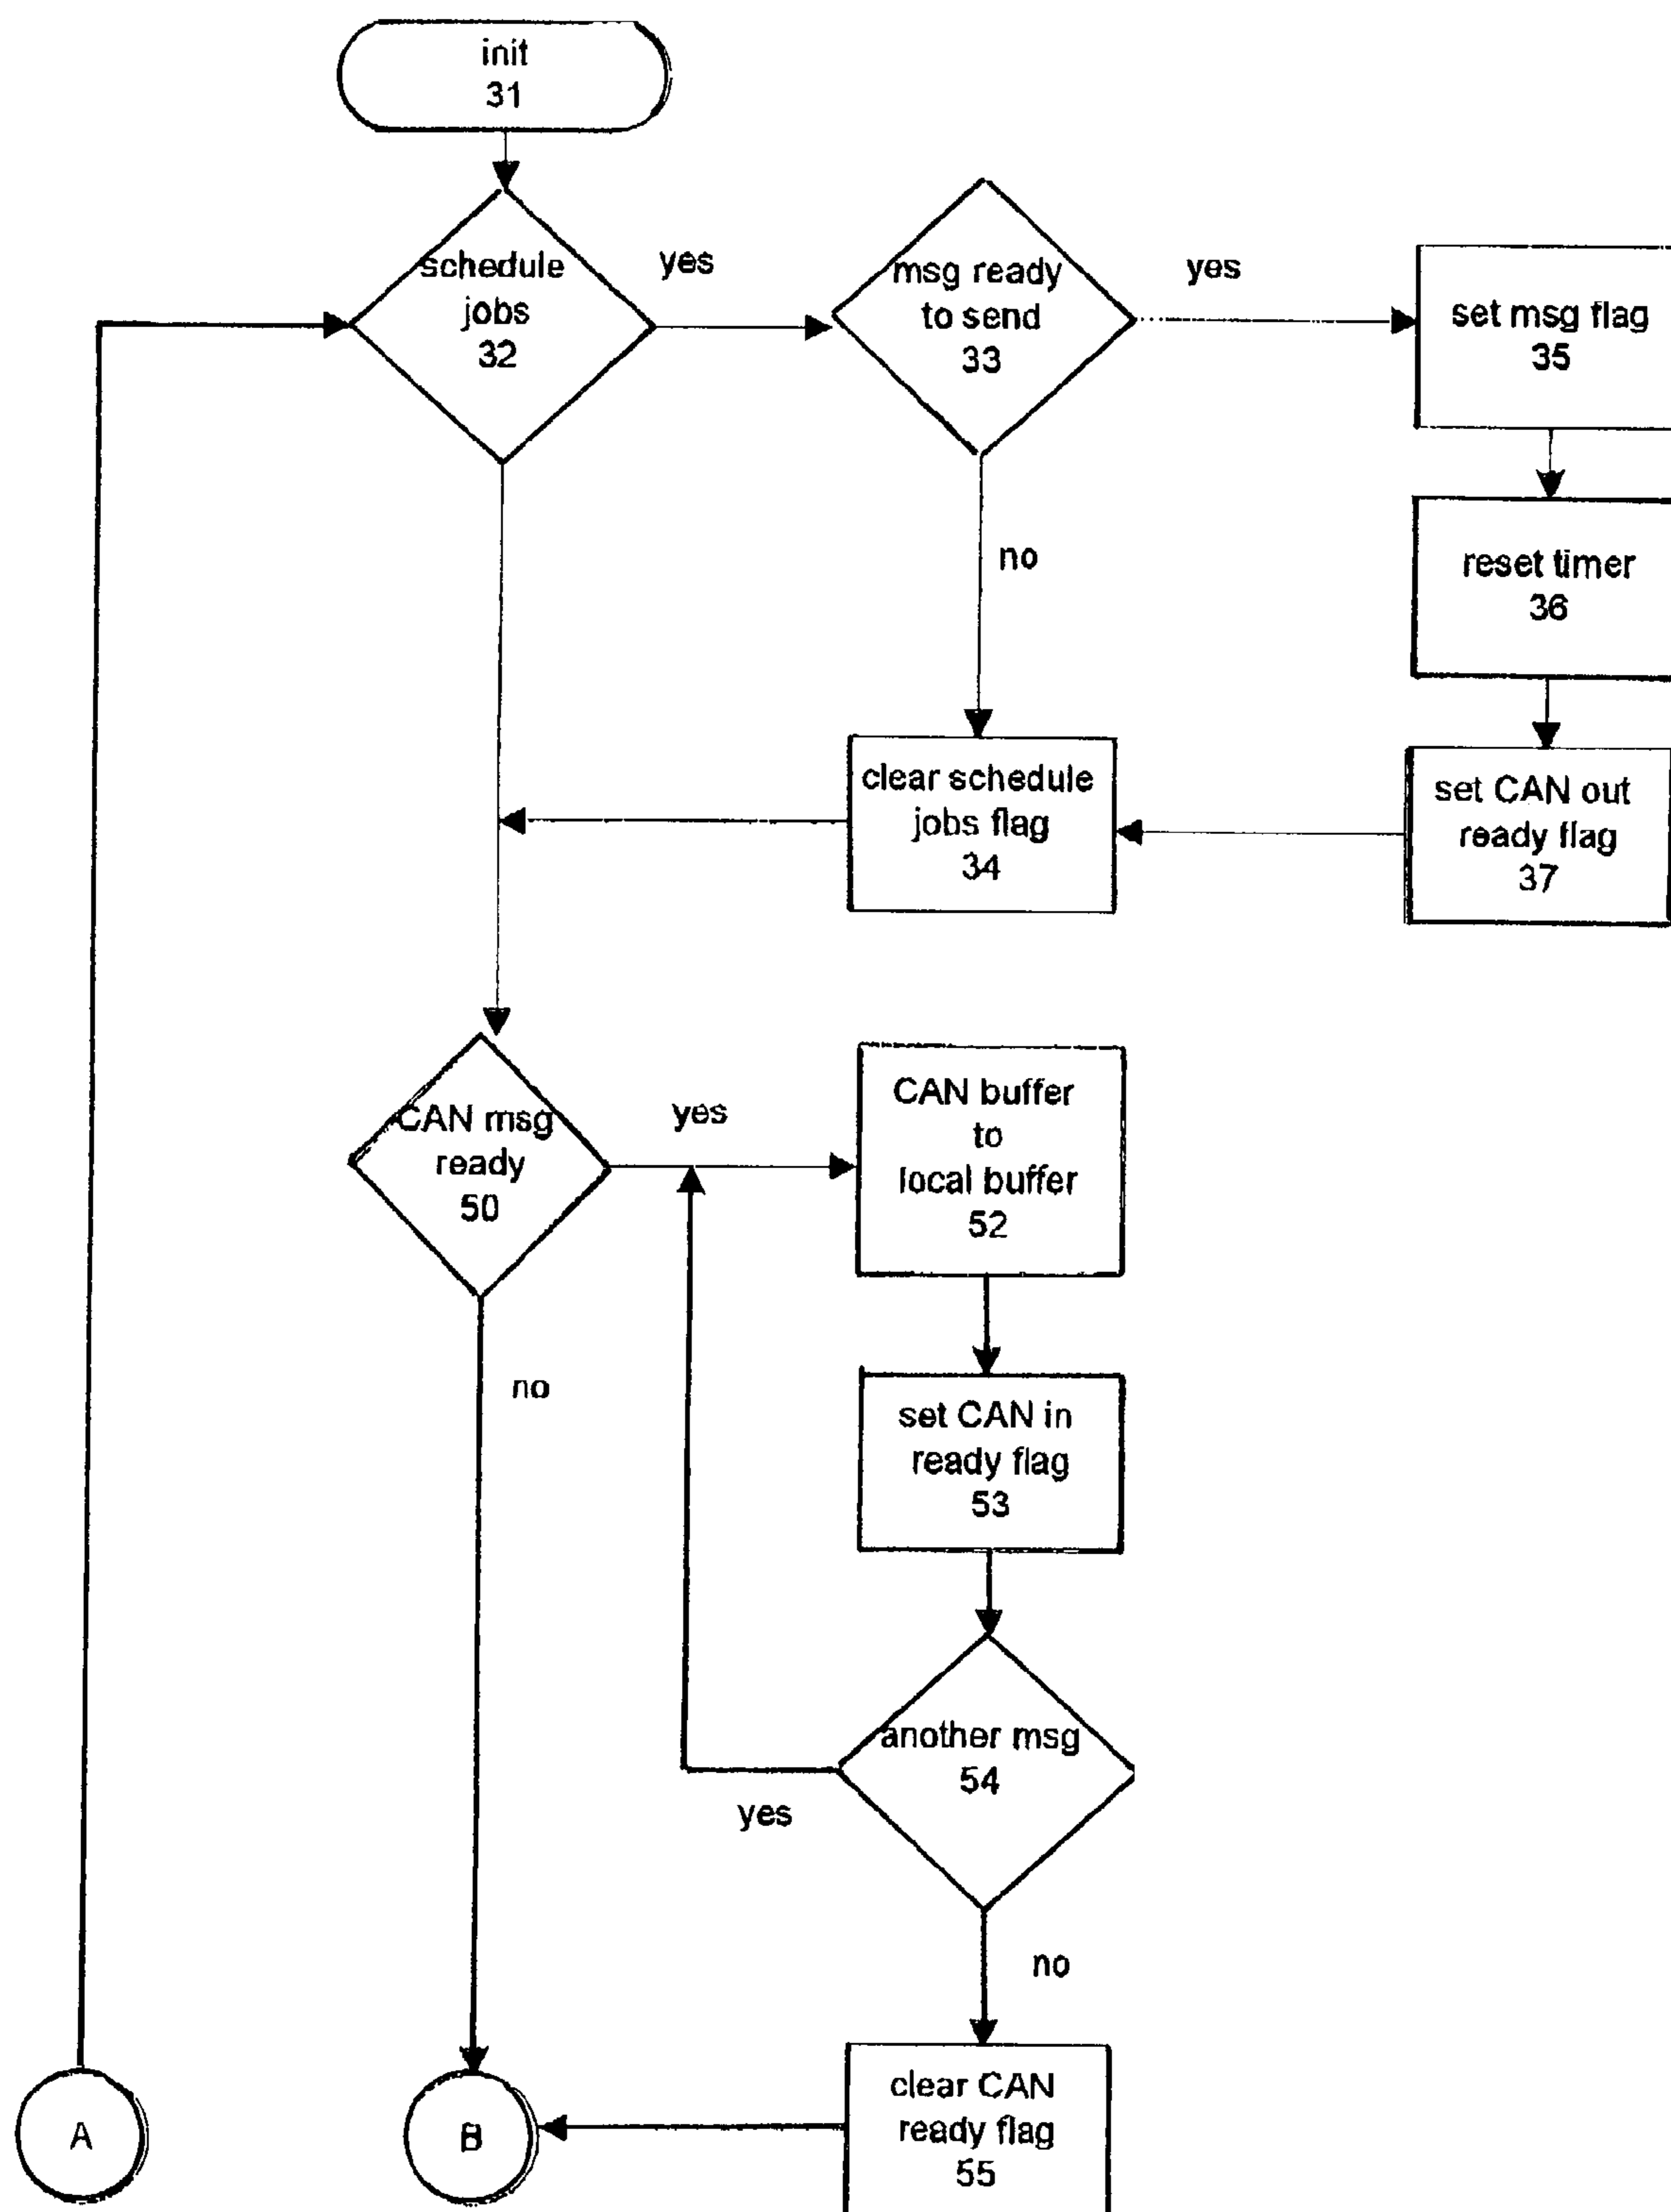 init
31
schedule
jobs
32
yes
msg ready
to send
33
yes
set msg flag
35
no
reset timer
36
clear schedule
jobs flag
34
set CAN out
ready flag
37
CAN msg
ready
50
yes
CAN buffer
to
local buffer
52
no
set CAN in
ready flag
53
another msg
54
yes
no
clear CAN
ready flag
55
A
B